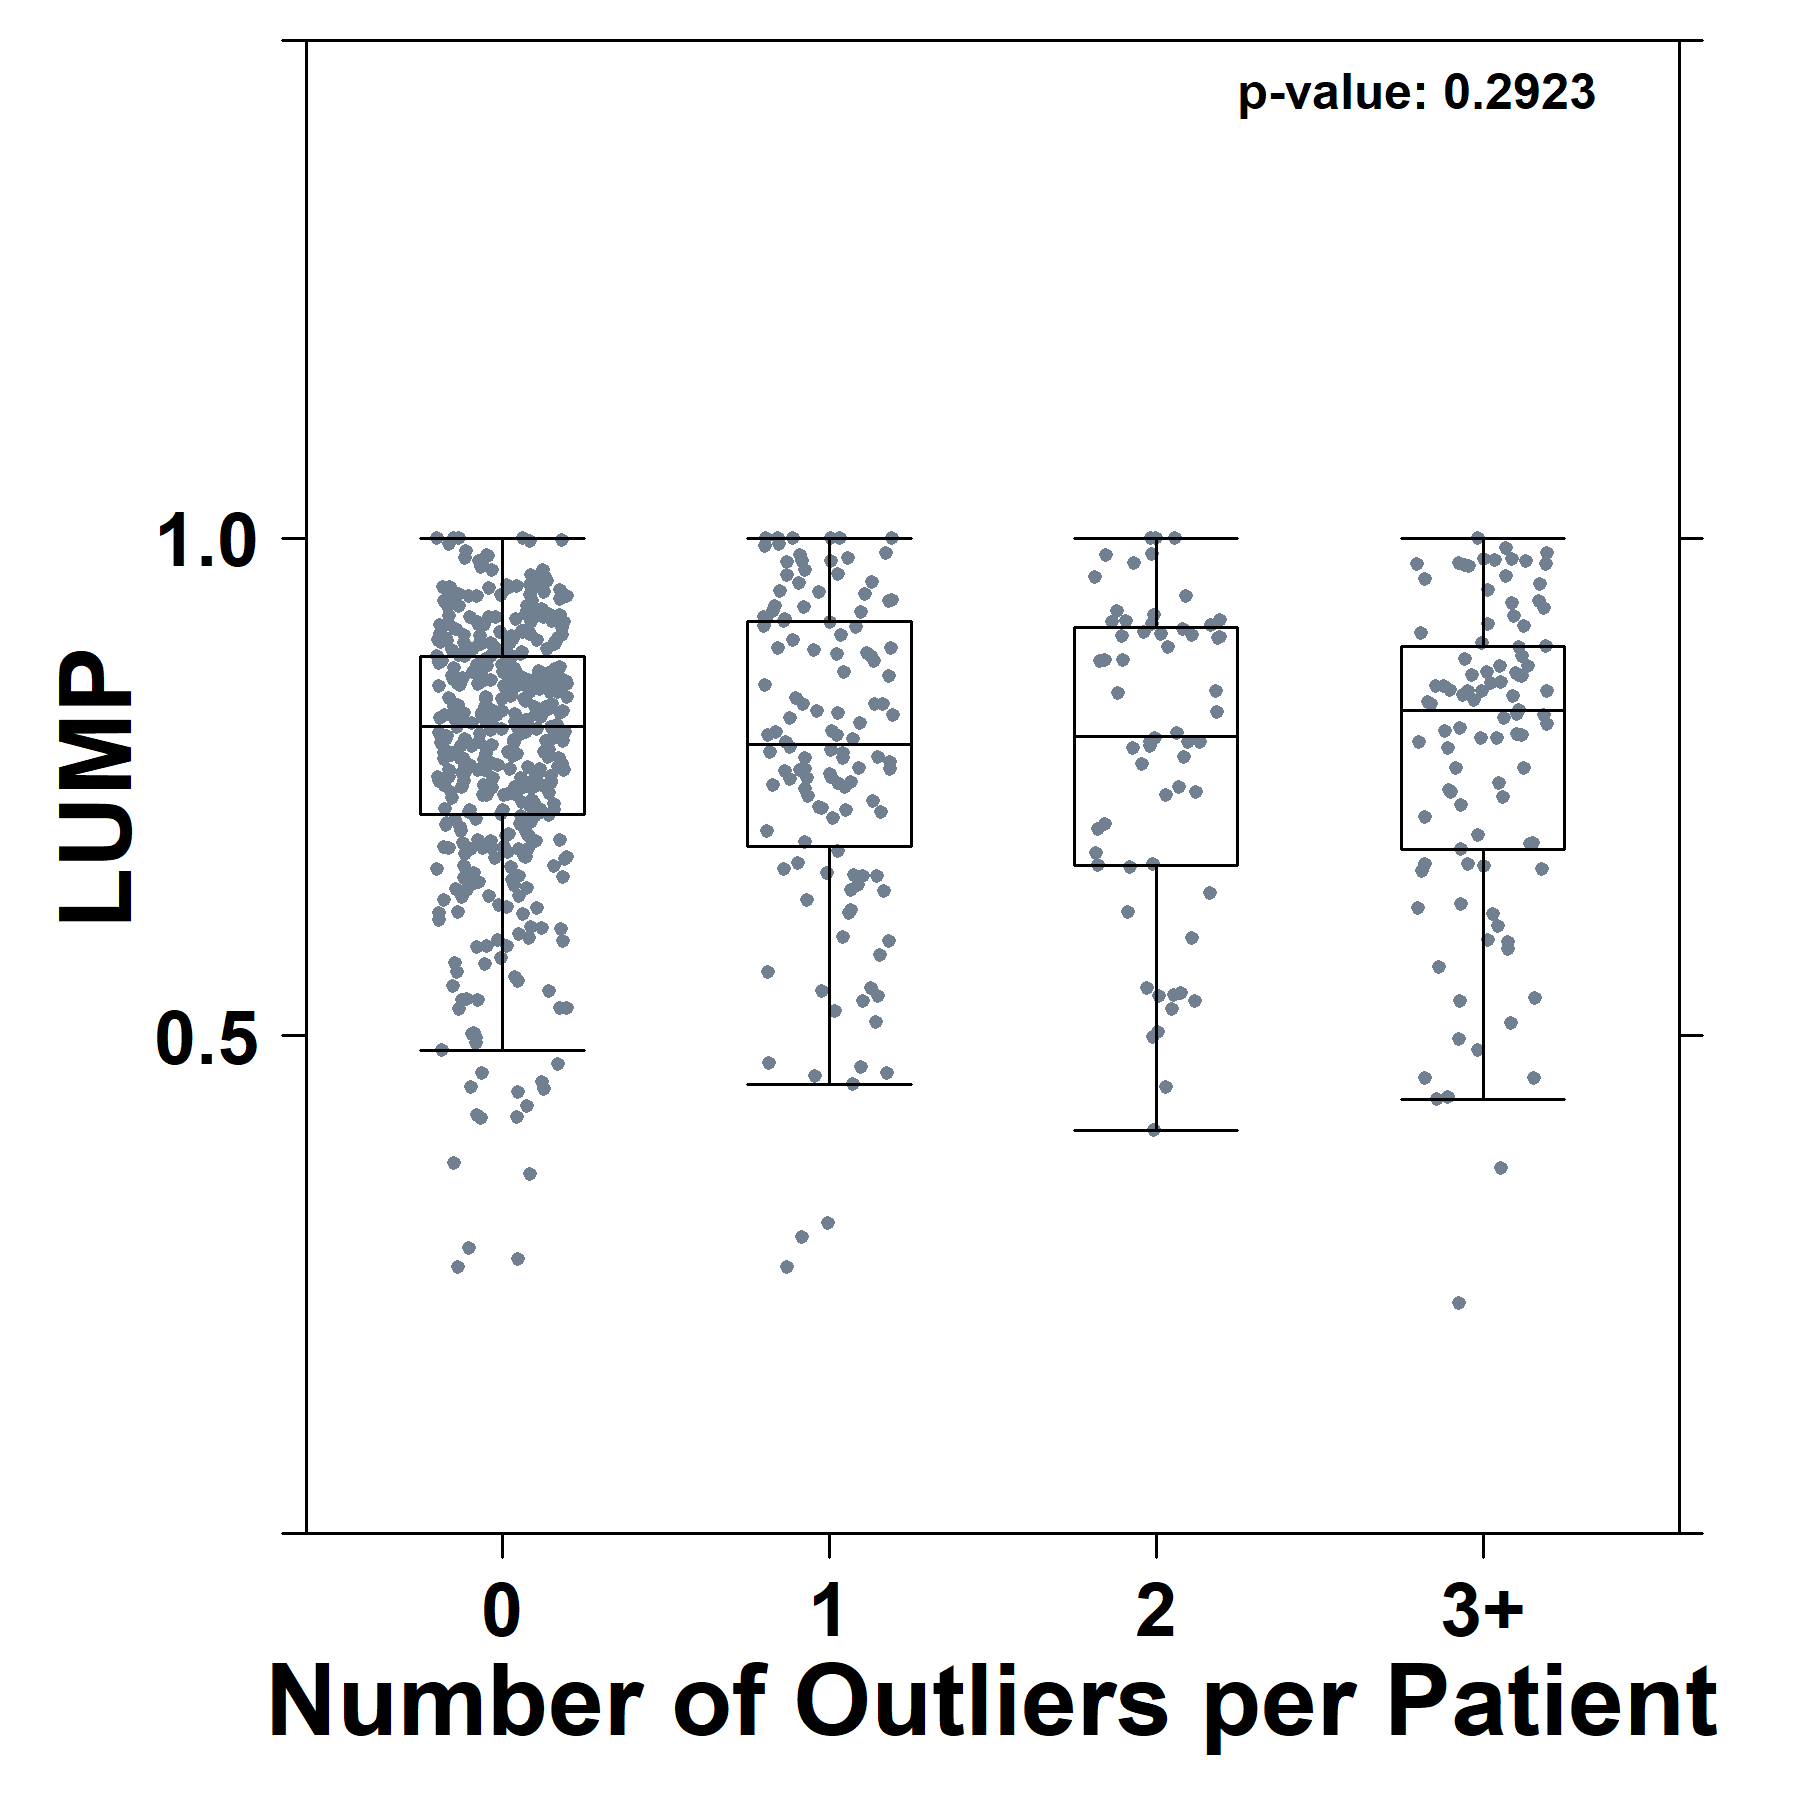 p-value: 0.2923
LUMP
1.0
0.5
0 1 2 3+
Number of Outliers per Patient